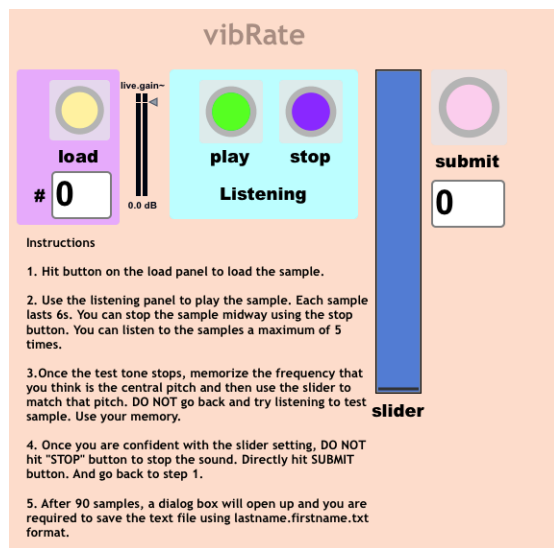 vibRate
live.gain~
load
# 0
0.0 dB
play stop
Listening
submit
0
slider
Instructions
1. Hit button on the load panel to load the sample.
2. Use the listening panel to play the sample. Each sample
lasts 6s. You can stop the sample midway using the stop
button. You can listen to the samples a maximum of 5
times.
3.Once the test tone stops, memorize the frequency that
you think is the central pitch and then use the slider to
match that pitch. DO NOT go back and try listening to test
sample. Use your memory.
4. Once you are confident with the slider setting, DO NOT
hit "STOP" button to stop the sound. Directly hit SUBMIT
button. And go back to step 1.
5. After 90 samples, a dialog box will open up and you are
required to save the text file using lastname.firstname.txt
format.